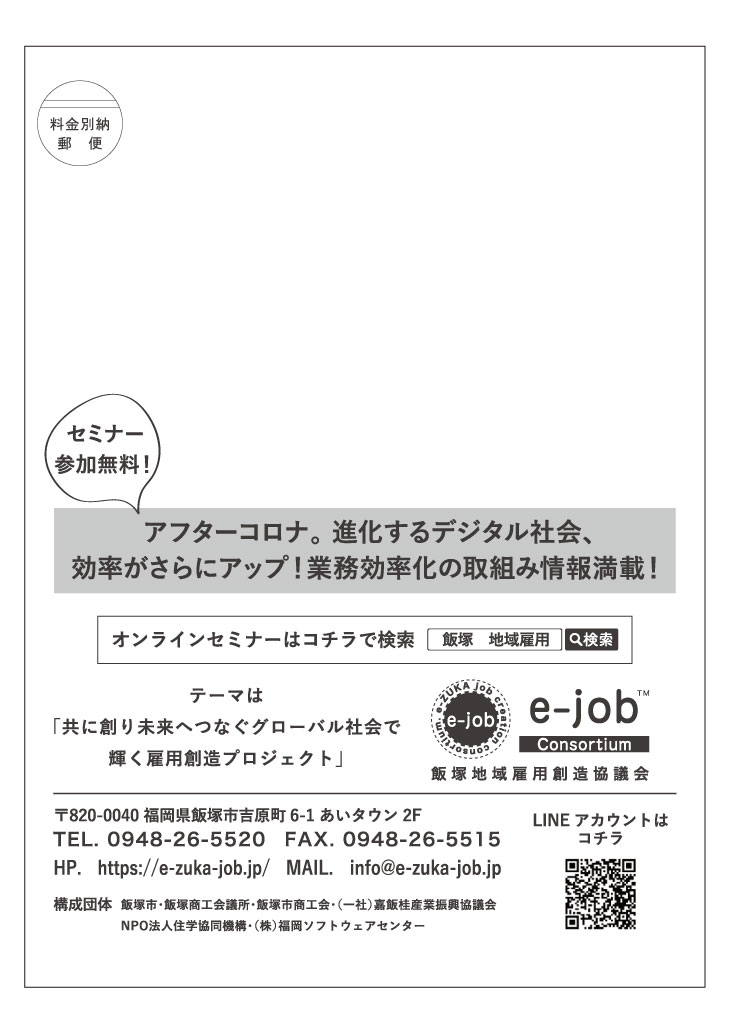 料金別納
郵 便
セミナー
参加無料！
アフターコロナ。進化するデジタル社会、
効率がさらにアップ！業務効率化の取組み情報満載！
オンラインセミナーはコチラで検索 飯塚 地域雇用 検索
テーマは
「共に創り未来へつなぐグローバル社会で
輝く雇用創造プロジェクト」
e-ZUKA job creation consortium
e-job
e-job™
Consortium
飯塚地域雇用創造協議会
〒820-0040 福岡県飯塚市吉原町 6-1 あいタウン 2F
TEL. 0948-26-5520 FAX. 0948-26-5515
HP. https://e-zuka-job.jp/ MAIL. info@e-zuka-job.jp
構成団体 飯塚市・飯塚商工会議所・飯塚市商工会・（一社）嘉飯桂産業振興協議会
NPO法人住学協同機構・（株）福岡ソフトウェアセンター
LINE アカウントは
コチラ